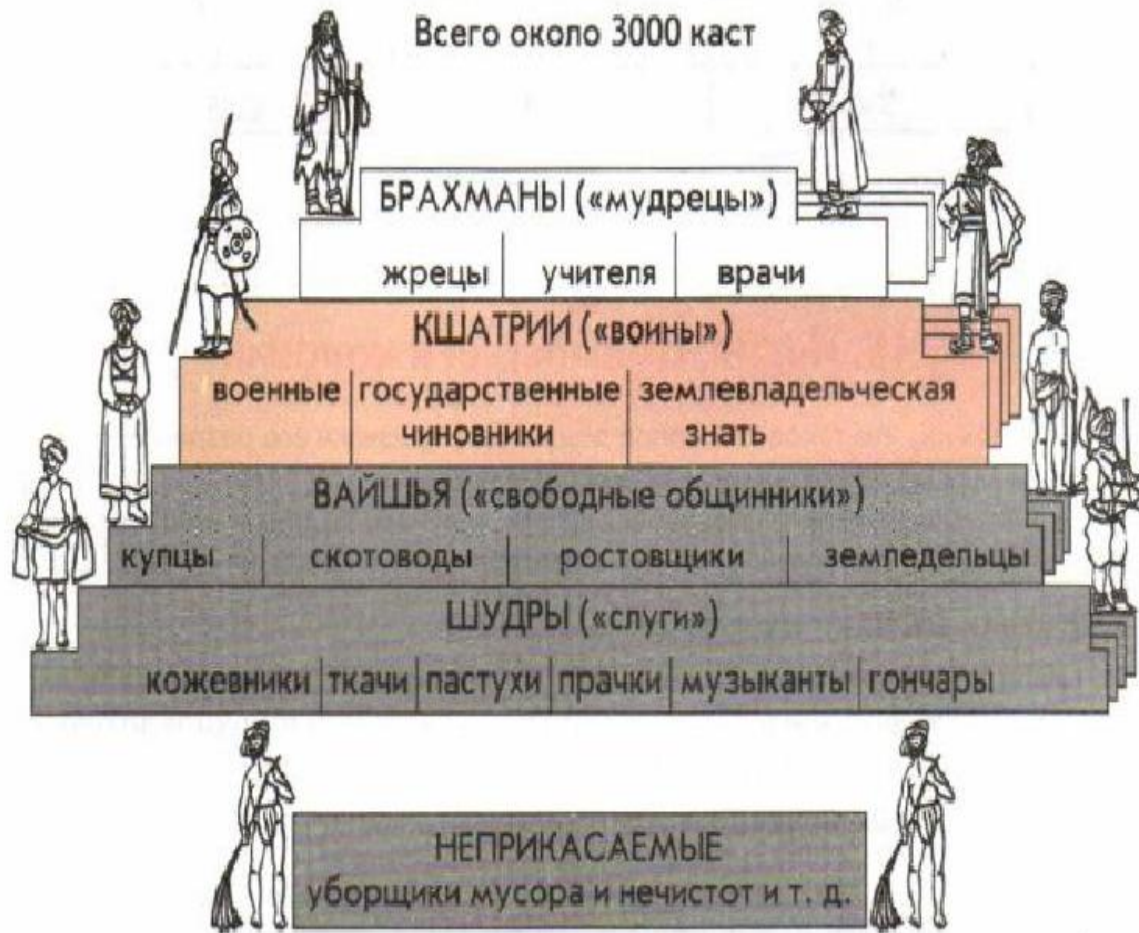 Всего около 3000 каст
БРАХМАНЫ («мудрецы»)
жрецы учителя врачи
КШАТРИИ («воины»)
военные государственные землевладельческая
чиновники знать
ВАЙШЬЯ («свободные общинники»)
купцы скотоводы ростовщики земледельцы
ШУДРЫ («слуги»)
кожевники ткачи пастухи прачки музыканты гончары
НЕПРИКАСАЕМЫЕ
уборщики мусора и нечистот и т. д.